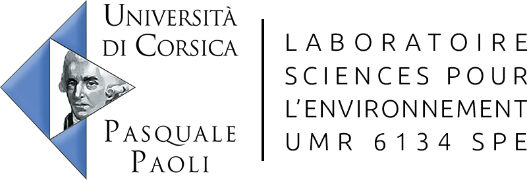 UNIVERSITÀ
DI CORSICA
PASQUALE
PAOLI
LABORATOIRE
SCIENCES POUR
L'ENVIRONNEMENT
UMR 6134 SPE